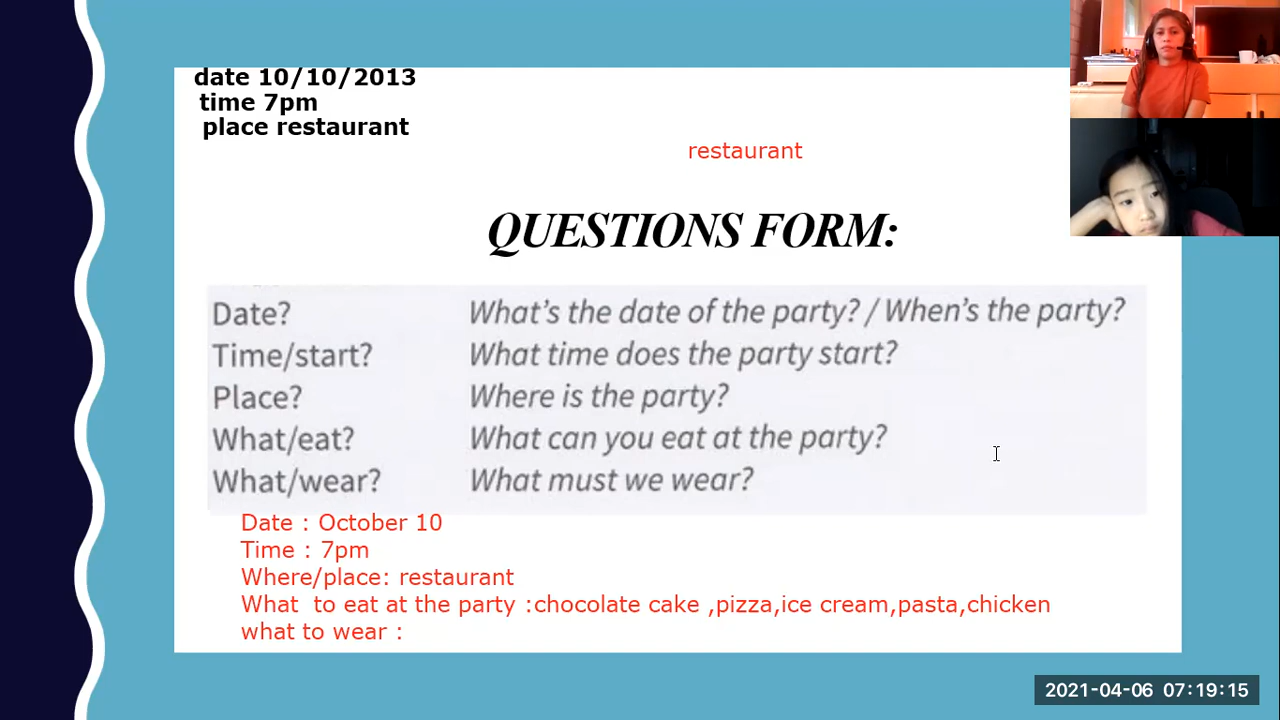 date 10/10/2013
time 7pm
place restaurant
restaurant
QUESTIONS FORM:
Date? What's the date of the party? / When's the party?
Time/start? What time does the party start?
Place? Where is the party?
What/eat? What can you eat at the party?
What/wear? What must we wear?
Date : October 10
Time : 7pm
Where/place: restaurant
What to eat at the party :chocolate cake ,pizza,ice cream,pasta,chicken
what to wear :
2021-04-06 07:19:15